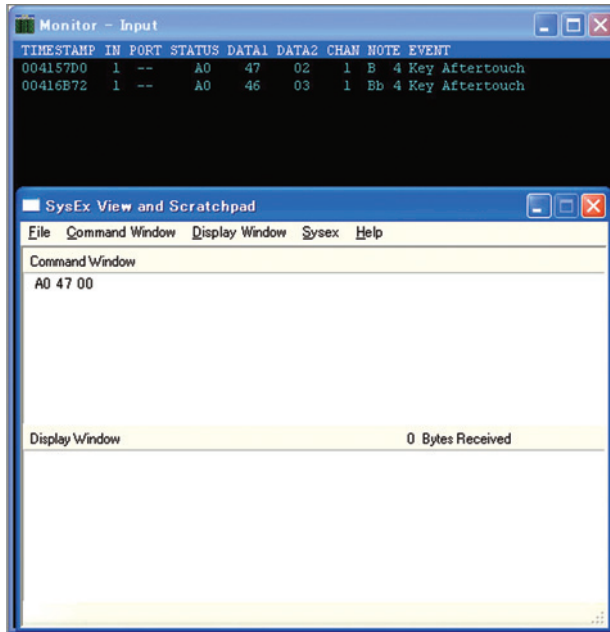 Monitor - Input
TIMESTAMP IN PORT STATUS DATA1 DATA2 CHAN NOTE EVENT
004157D0 1 -- A0 47 02 1 B 4 Key Aftertouch
00416B72 1 -- A0 46 03 1 Bb 4 Key Aftertouch
SysEx View and Scratchpad
File Command Window Display Window Sysex Help
Command Window
A0 47 00
Display Window 0 Bytes Received